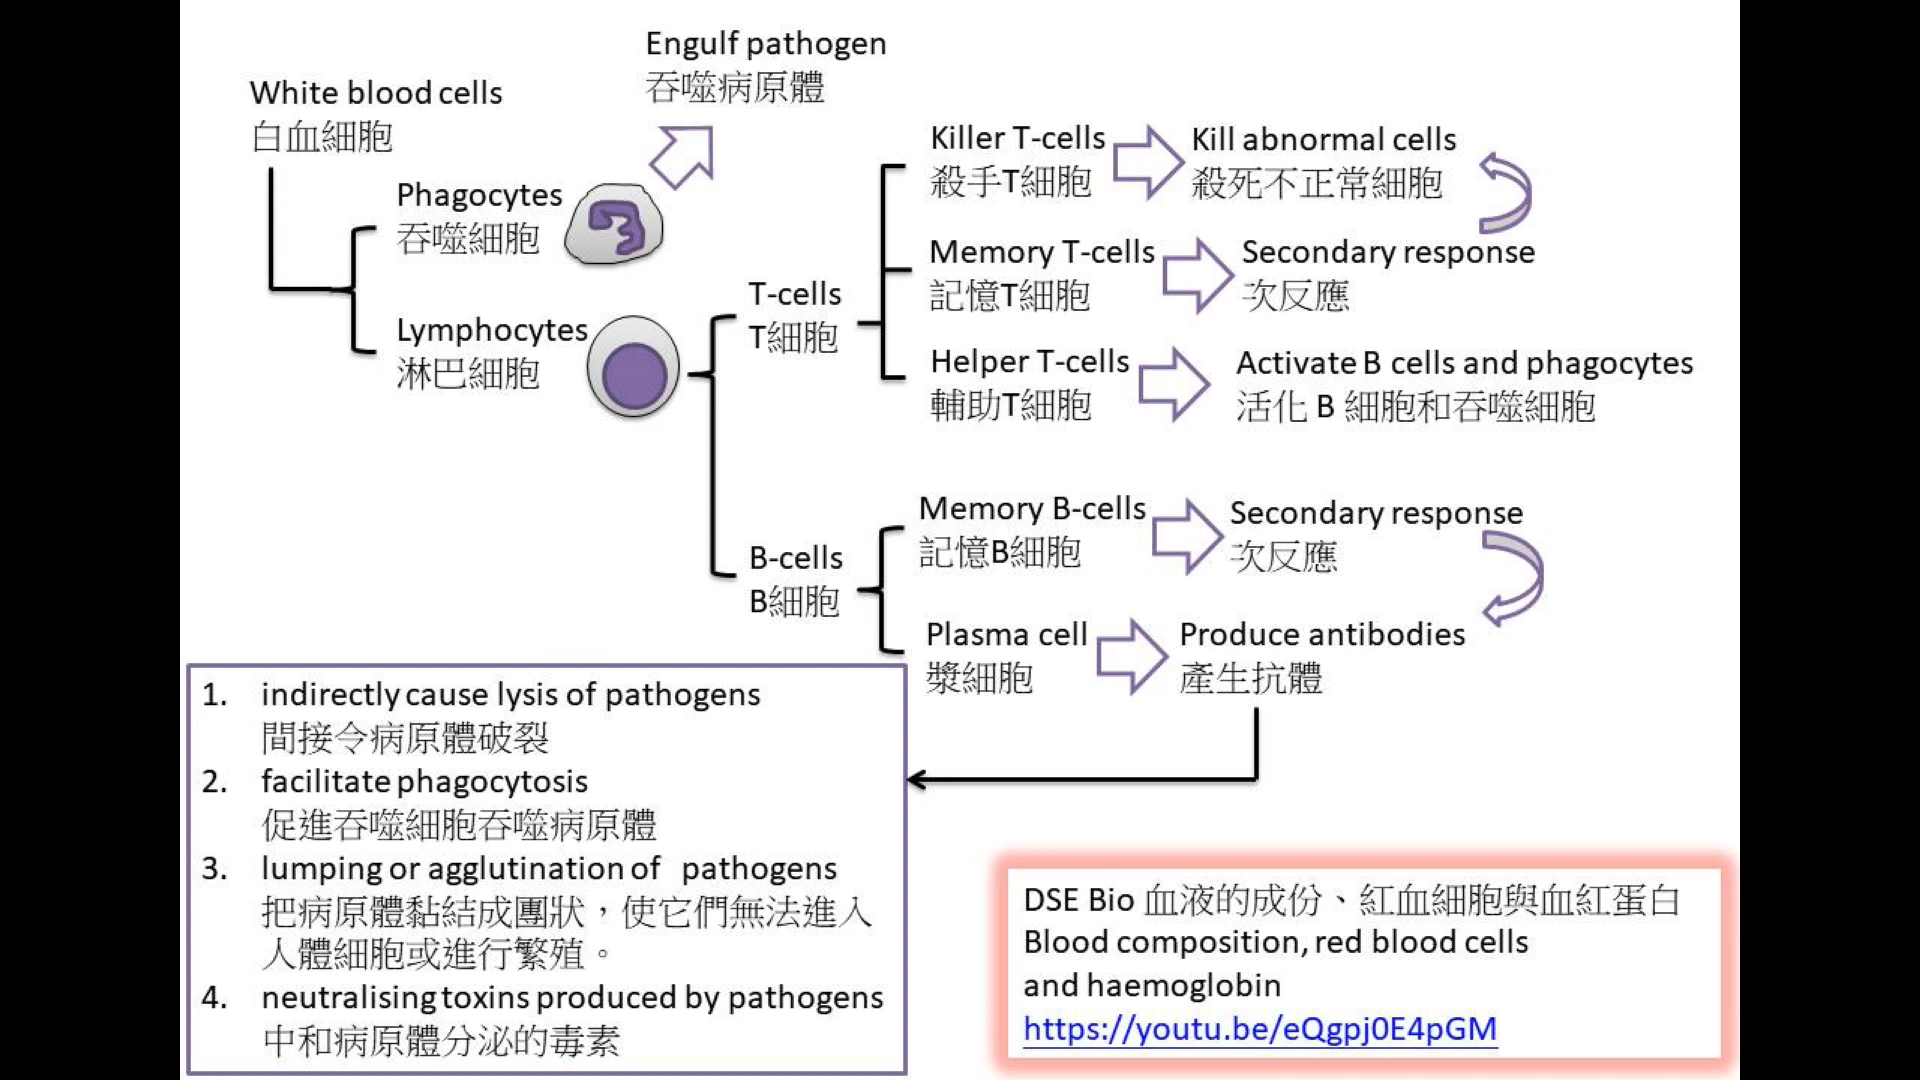 Engulf pathogen
吞噬病原體
White blood cells
白血細胞
Phagocytes
吞噬細胞
Lymphocytes
淋巴細胞
T-cells
T細胞
Killer T-cells
殺手T細胞
Kill abnormal cells
殺死不正常細胞
Memory T-cells
記憶T細胞
Secondary response
次反應
Helper T-cells
輔助T細胞
Activate B cells and phagocytes
活化 B 細胞和吞噬細胞
B-cells
B細胞
Memory B-cells
記憶B細胞
Secondary response
次反應
Plasma cell
漿細胞
Produce antibodies
產生抗體
1. indirectly cause lysis of pathogens
間接令病原體破裂
2. facilitate phagocytosis
促進吞噬細胞吞噬病原體
3. lumping or agglutination of pathogens
把病原體黏結成團狀，使它們無法進入
人體細胞或進行繁殖。
4. neutralising toxins produced by pathogens
中和病原體分泌的毒素
DSE Bio 血液的成份、紅血細胞與血紅蛋白
Blood composition, red blood cells
and haemoglobin
https://youtu.be/eQgpj0E4pGM